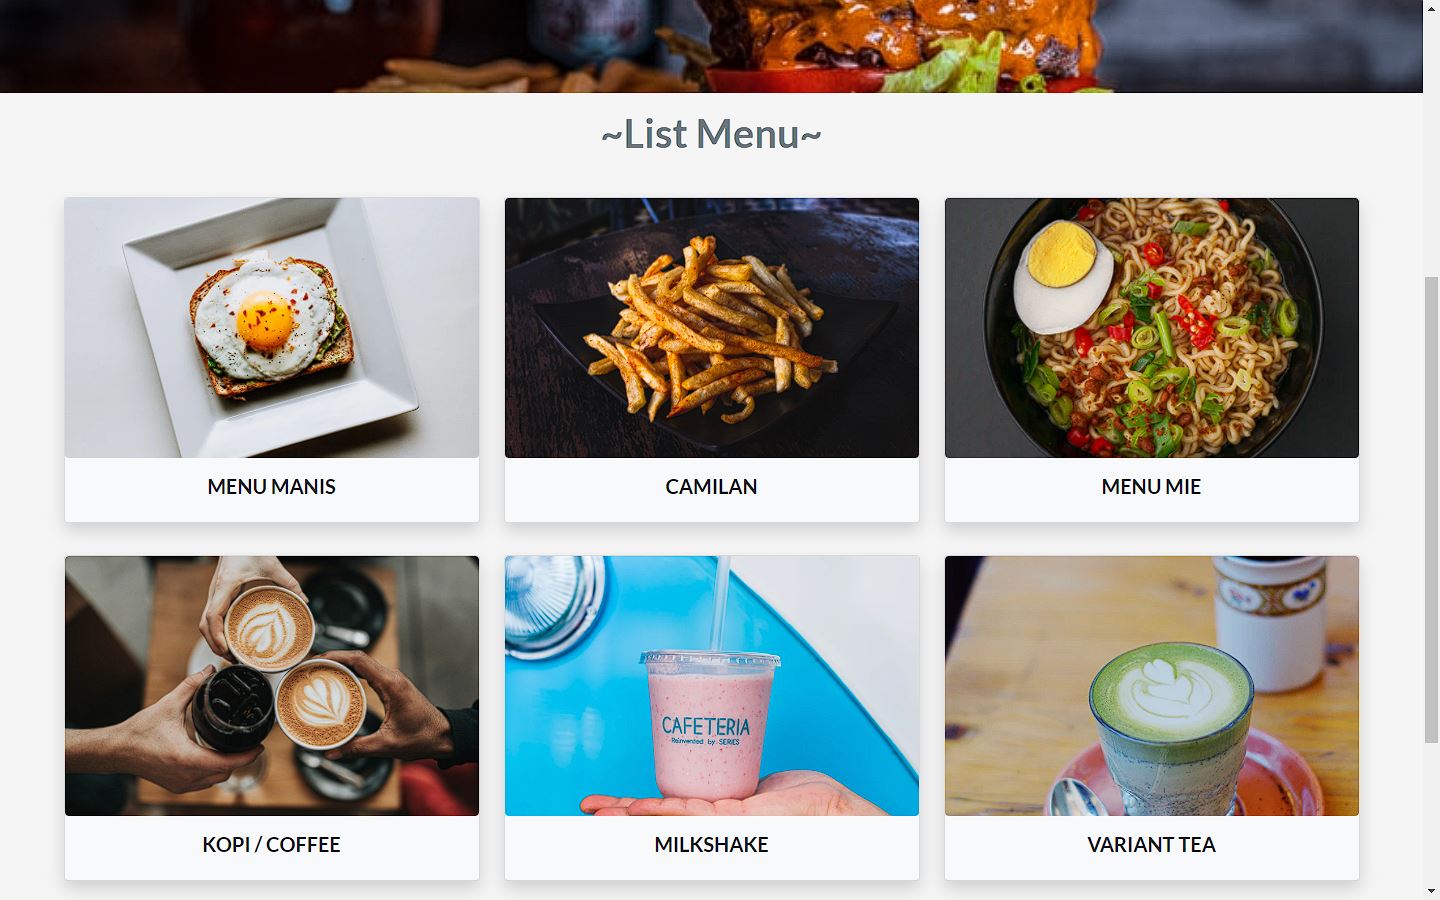 ~List Menu~
MENU MANIS
CAMILAN
MENU MIE
CAFETERIA
Reinvented by SERIES
KOPI / COFFEE
MILKSHAKE
VARIANT TEA